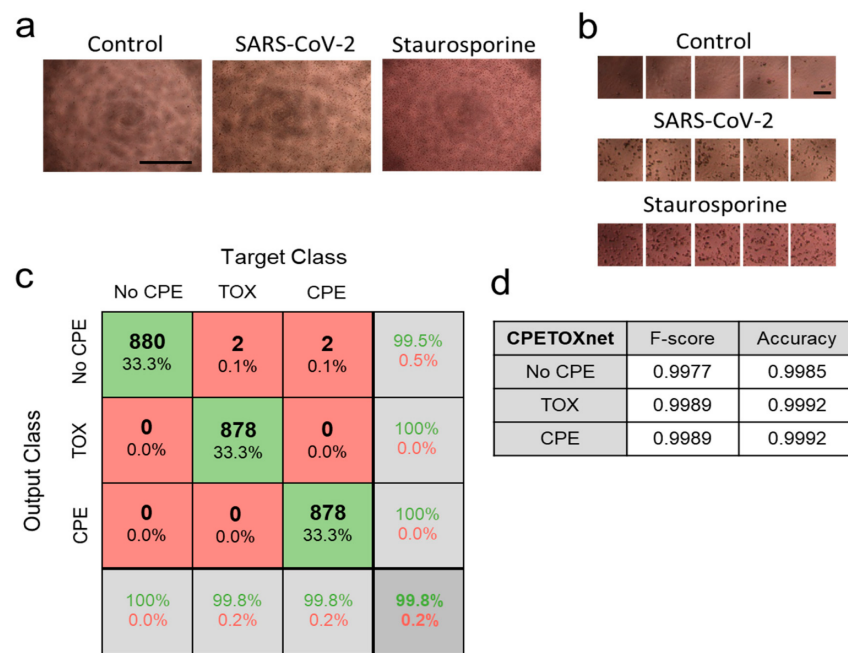 a
Control SARS-CoV-2 Staurosporine
b
Control
SARS-CoV-2
Staurosporine
c
Target Class
No CPE TOX CPE
Output Class
No CPE
880 2 2 99.5%
33.3% 0.1% 0.1% 0.5%
TOX
0 878 0 100%
0.0% 33.3% 0.0% 0.0%
CPE
0 0 878 100%
0.0% 0.0% 33.3% 0.0%
100% 99.8% 99.8% 99.8%
0.0% 0.2% 0.2% 0.2%
d
CPETOXnet F-score Accuracy
No CPE 0.9977 0.9985
TOX 0.9989 0.9992
CPE 0.9989 0.9992